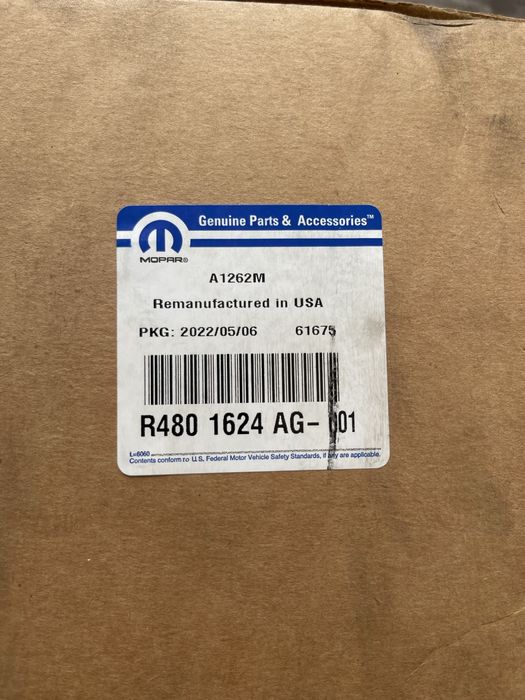 Genuine Parts & Accessories™
MOPAR®
A1262M
Remanufactured in USA
PKG: 2022/05/06 61675
R480 1624 AG- 001
L=6060
Contents conform to U.S. Federal Motor Vehicle Safety Standards, if any are applicable.